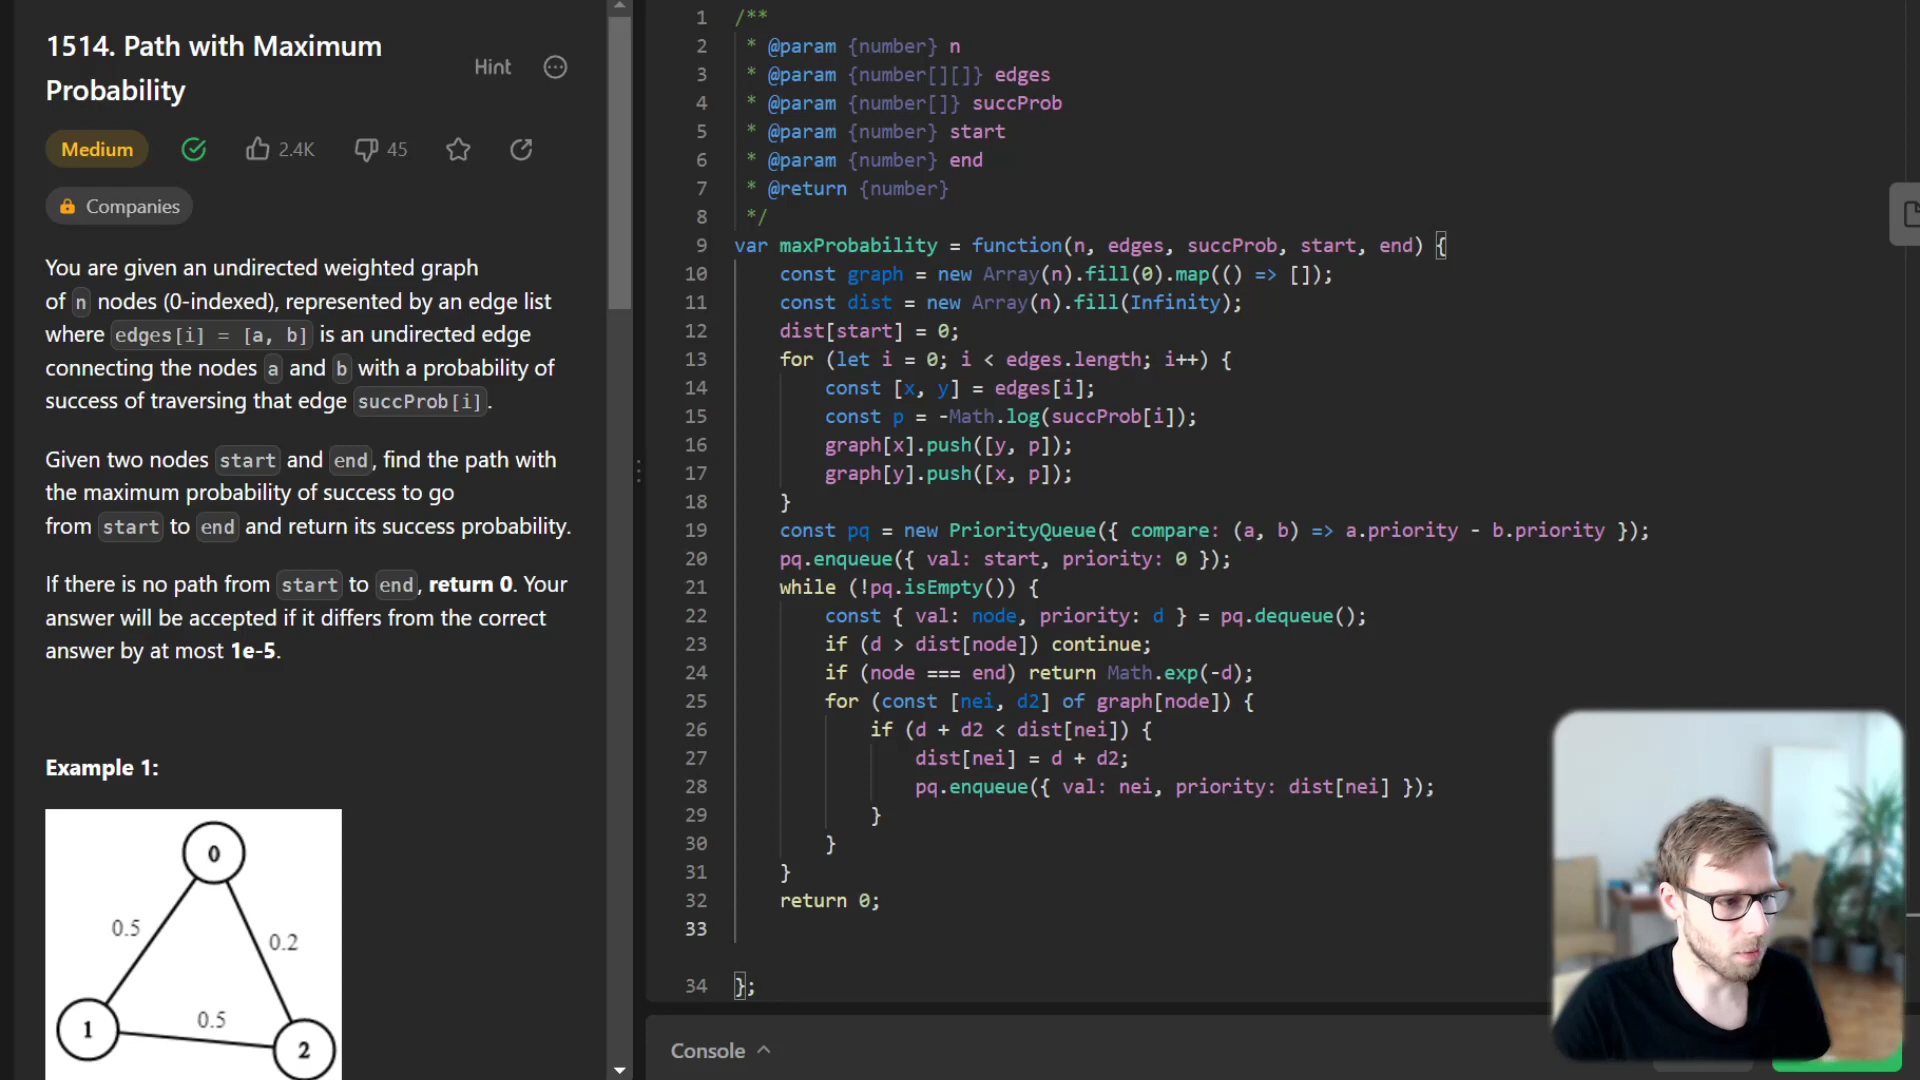 1514. Path with Maximum
Probability
Hint
Medium
2.4K
45
Companies
You are given an undirected weighted graph
of n nodes (0-indexed), represented by an edge list
where edges[i] = [a, b] is an undirected edge
connecting the nodes a and b with a probability of
success of traversing that edge succProb[i].
Given two nodes start and end, find the path with
the maximum probability of success to go
from start to end and return its success probability.
If there is no path from start to end, return 0. Your
answer will be accepted if it differs from the correct
answer by at most 1e-5.
Example 1:
0
0.5
0.2
1
0.5
2
1 /**
2 * @param {number} n
3 * @param {number[][]} edges
4 * @param {number[]} succProb
5 * @param {number} start
6 * @param {number} end
7 * @return {number}
8 */
9 var maxProbability = function(n, edges, succProb, start, end) {
10 const graph = new Array(n).fill(0).map(() => []);
11 const dist = new Array(n).fill(Infinity);
12 dist[start] = 0;
13 for (let i = 0; i < edges.length; i++) {
14 const [x, y] = edges[i];
15 const p = -Math.log(succProb[i]);
16 graph[x].push([y, p]);
17 graph[y].push([x, p]);
18 }
19 const pq = new PriorityQueue({ compare: (a, b) => a.priority - b.priority });
20 pq.enqueue({ val: start, priority: 0 });
21 while (!pq.isEmpty()) {
22 const { val: node, priority: d } = pq.dequeue();
23 if (d > dist[node]) continue;
24 if (node === end) return Math.exp(-d);
25 for (const [nei, d2] of graph[node]) {
26 if (d + d2 < dist[nei]) {
27 dist[nei] = d + d2;
28 pq.enqueue({ val: nei, priority: dist[nei] });
29 }
30 }
31 }
32 return 0;
33
34 };
Console